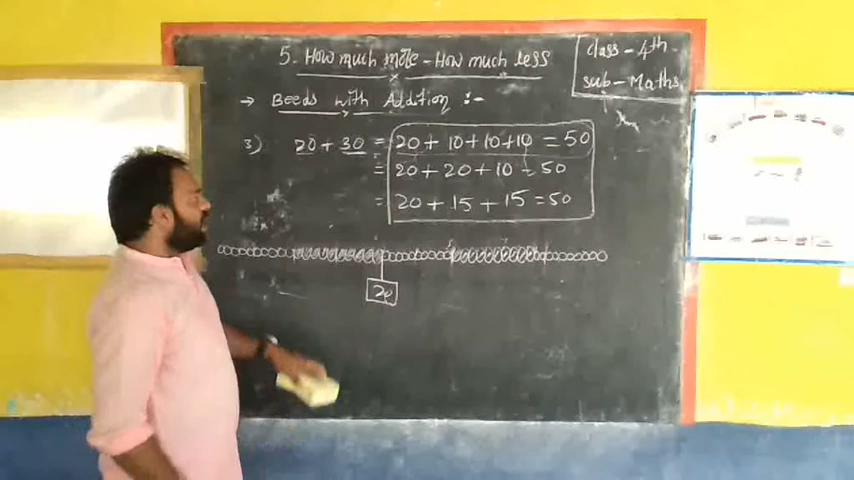 5. How much more - How much less
class - 4th
sub - Maths
→ Beeds with Addition :-
3) 20 + 30 = 20 + 10 + 10 + 10 = 50
= 20 + 20 + 10 = 50
= 20 + 15 + 15 = 50
20